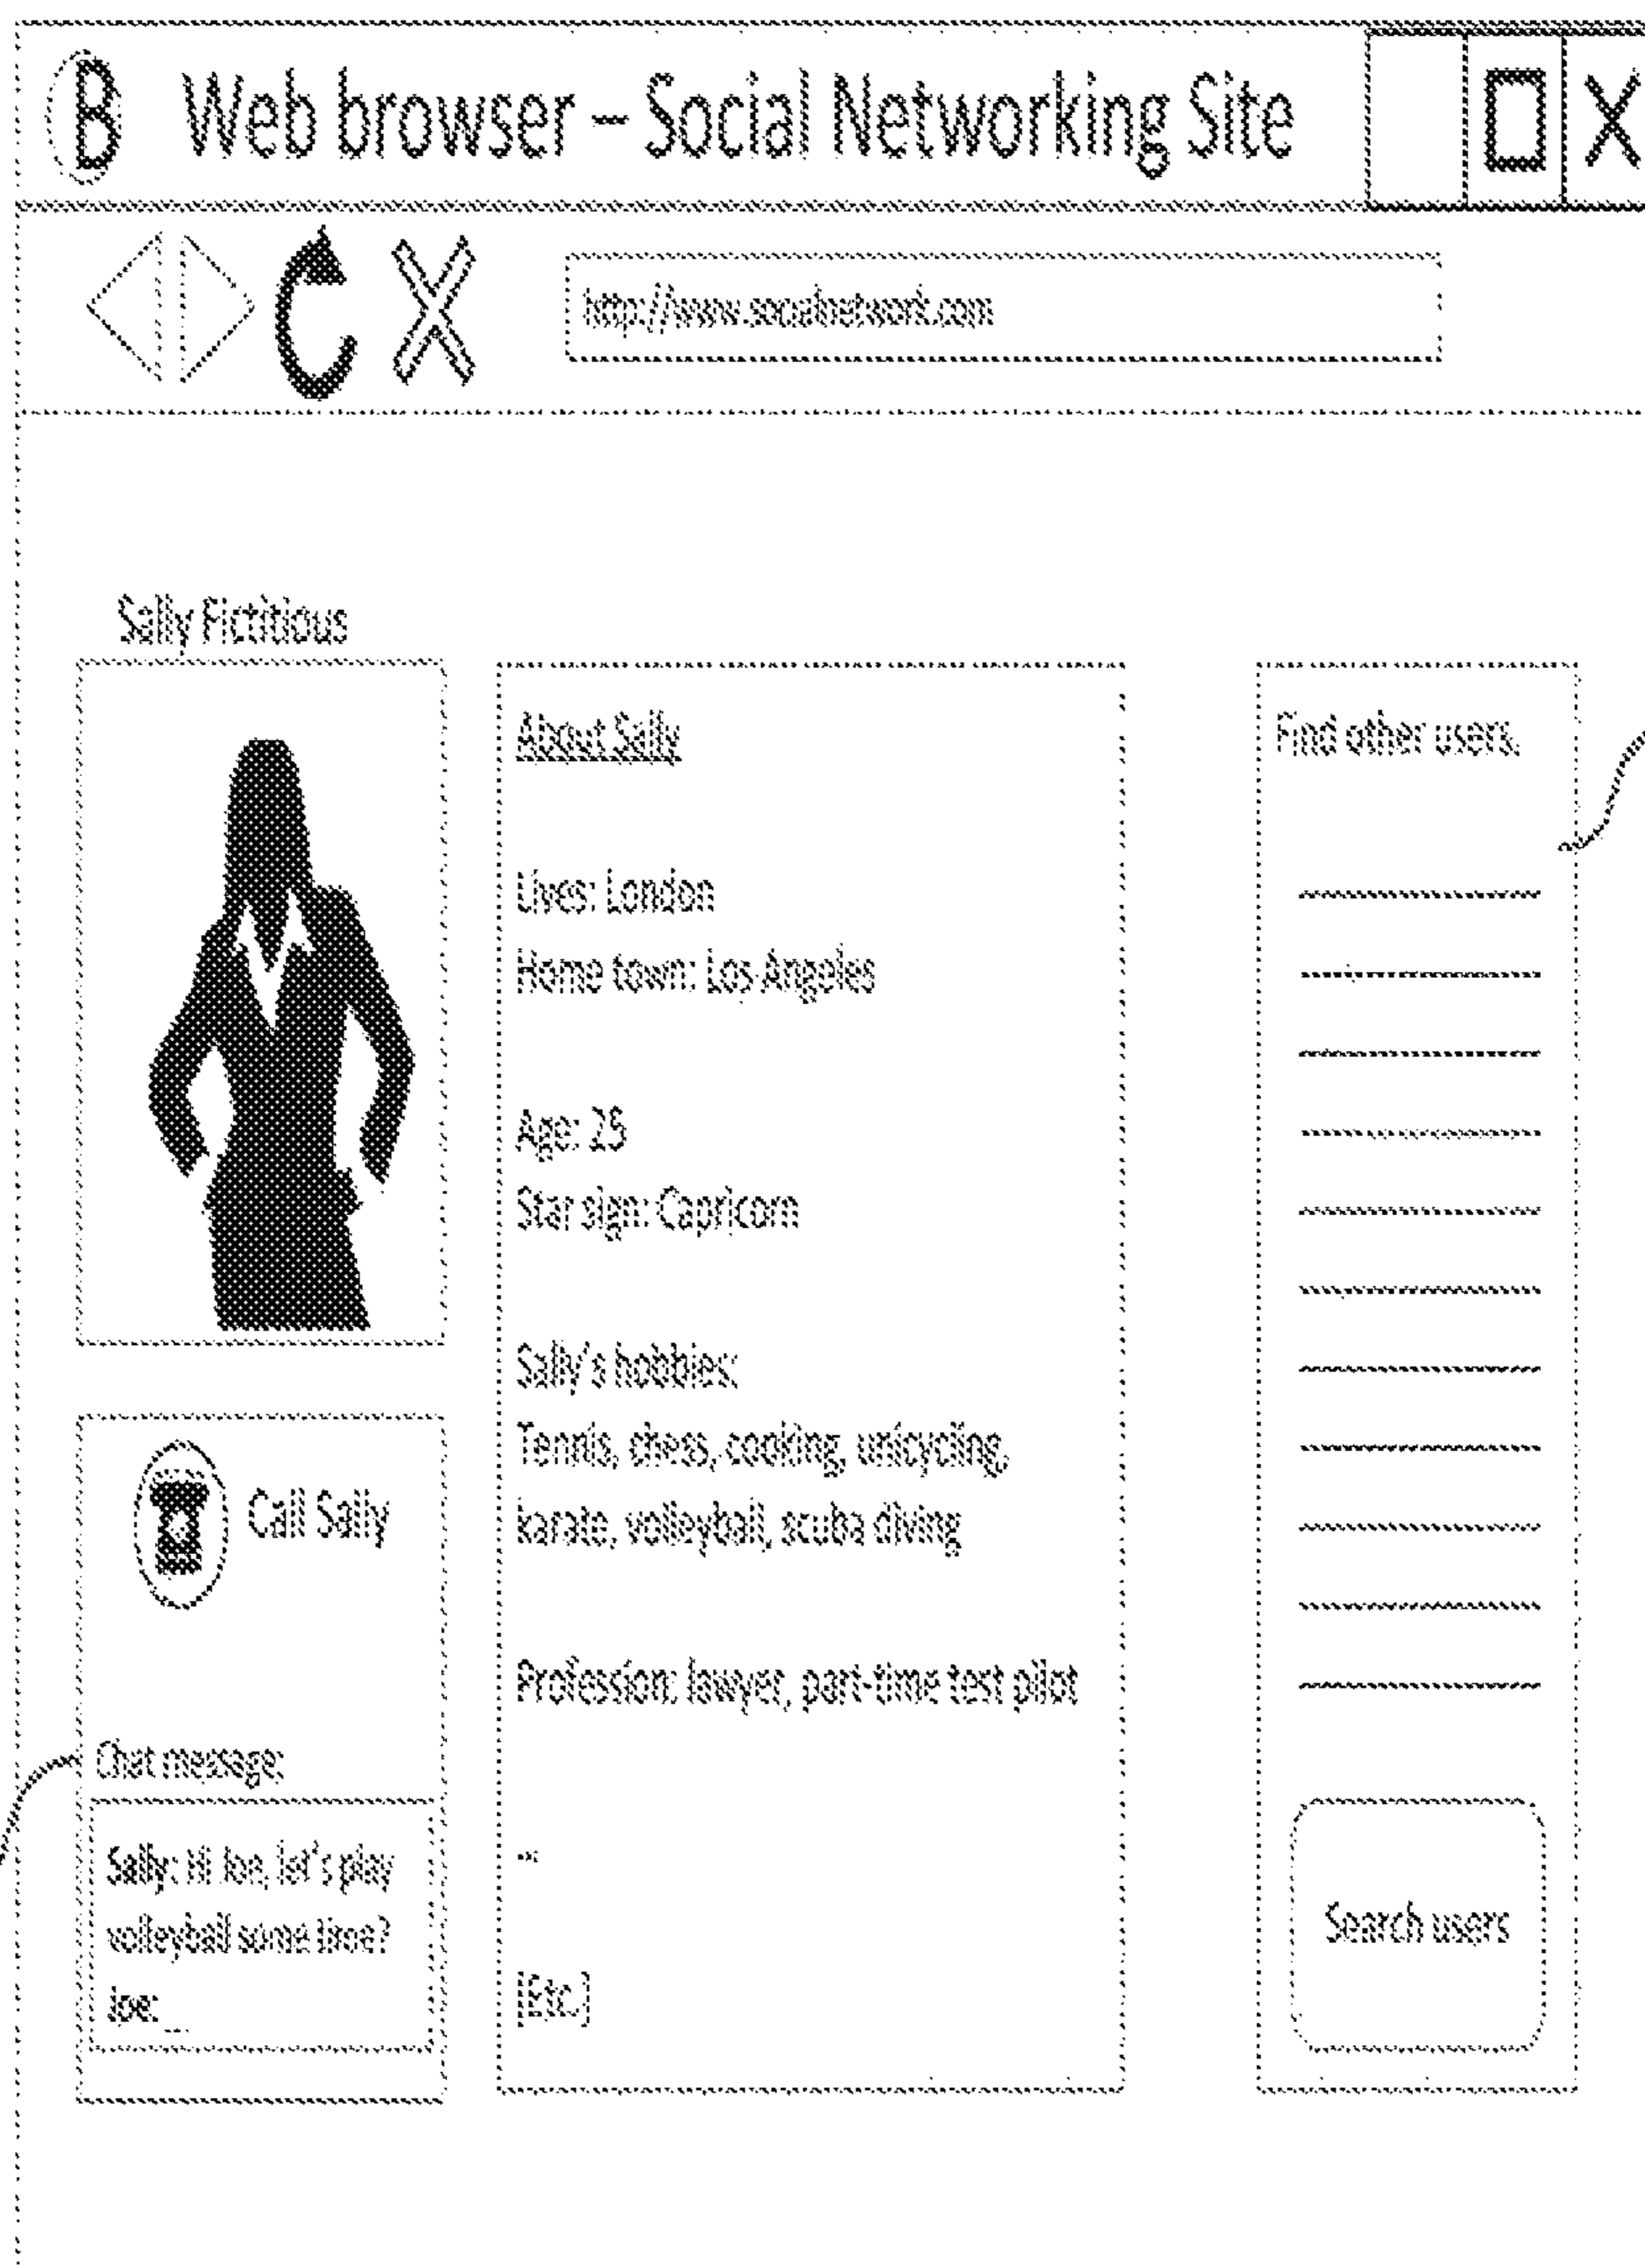 B Web browser – Social Networking Site X
http://www.socialnetwork.com
Sally Fictitious
Call Sally
Chat message:
Sally: Hi Joe, let's play
volleyball some time?
Joe: _
About Sally
Lives: London
Home town: Los Angeles
Age: 25
Star sign: Capricorn
Sally's hobbies:
Tennis, chess, cooking, unicycling,
karate, volleyball, scuba diving
Profession: lawyer, part-time test pilot
...
[Etc.]
Find other users:
Search users